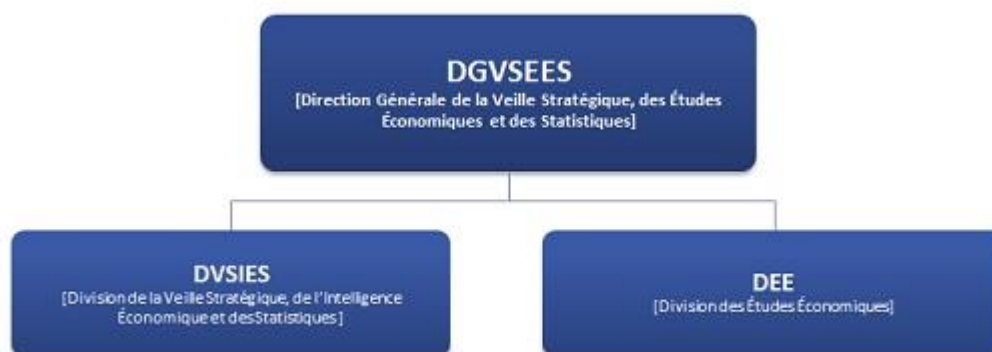 DGVSEES
[Direction Générale de la Veille Stratégique, des Études
Économiques et des Statistiques]
DVSIES
[Division de la Veille Stratégique, de l'Intelligence
Économique et desStatistiques]
DEE
[Division des Études Économiques]